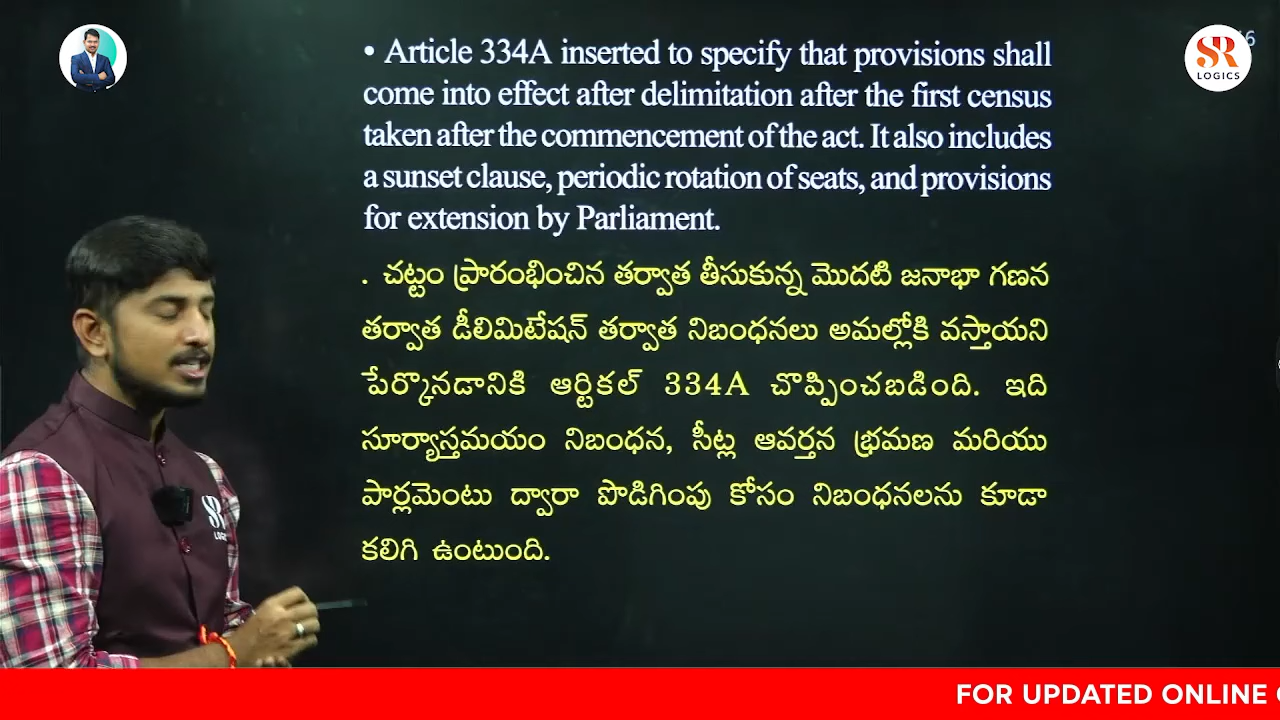 • Article 334A inserted to specify that provisions shall
come into effect after delimitation after the first census
taken after the commencement of the act. It also includes
a sunset clause, periodic rotation of seats, and provisions
for extension by Parliament.
. చట్టం ప్రారంభించిన తర్వాత తీసుకున్న మొదటి జనాభా గణన
తర్వాత డీలిమిటేషన్ తర్వాత నిబంధనలు అమల్లోకి వస్తాయని
పేర్కొనడానికి ఆర్టికల్ 334A చొప్పించబడింది. ఇది
సూర్యాస్తమయం నిబంధన, సీట్ల ఆవర్తన భ్రమణ మరియు
పార్లమెంటు ద్వారా పొడిగింపు కోసం నిబంధనలను కూడా
కలిగి ఉంటుంది.
SR
LOGICS
SR
FOR UPDATED ONLINE